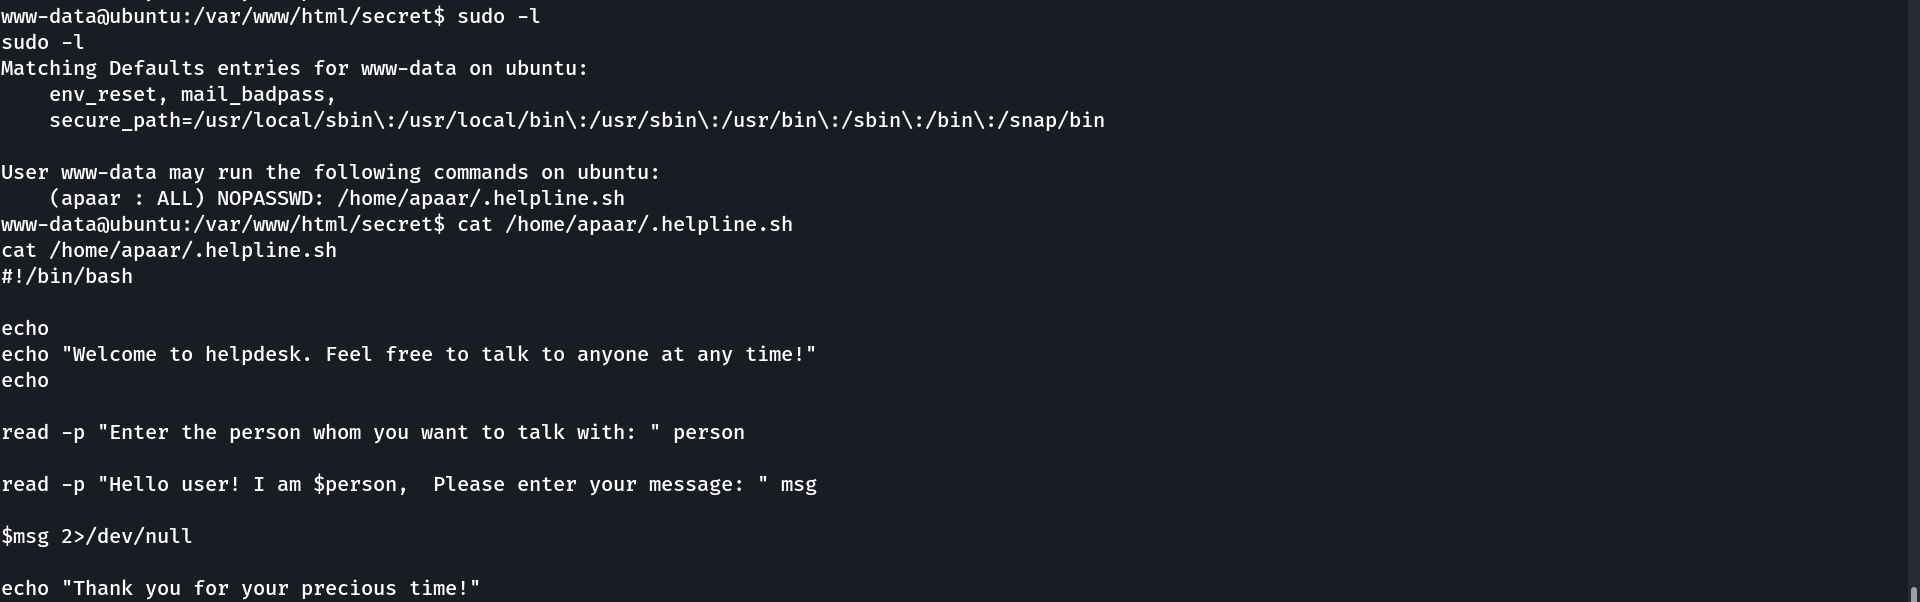 www-data@ubuntu:/var/www/html/secret$ sudo -l
sudo -l
Matching Defaults entries for www-data on ubuntu:
    env_reset, mail_badpass,
    secure_path=/usr/local/sbin\:/usr/local/bin\:/usr/sbin\:/usr/bin\:/sbin\:/bin\:/snap/bin

User www-data may run the following commands on ubuntu:
    (apaar : ALL) NOPASSWD: /home/apaar/.helpline.sh
www-data@ubuntu:/var/www/html/secret$ cat /home/apaar/.helpline.sh
cat /home/apaar/.helpline.sh
#!/bin/bash

echo
echo "Welcome to helpdesk. Feel free to talk to anyone at any time!"
echo

read -p "Enter the person whom you want to talk with: " person

read -p "Hello user! I am $person,  Please enter your message: " msg

$msg 2>/dev/null

echo "Thank you for your precious time!"